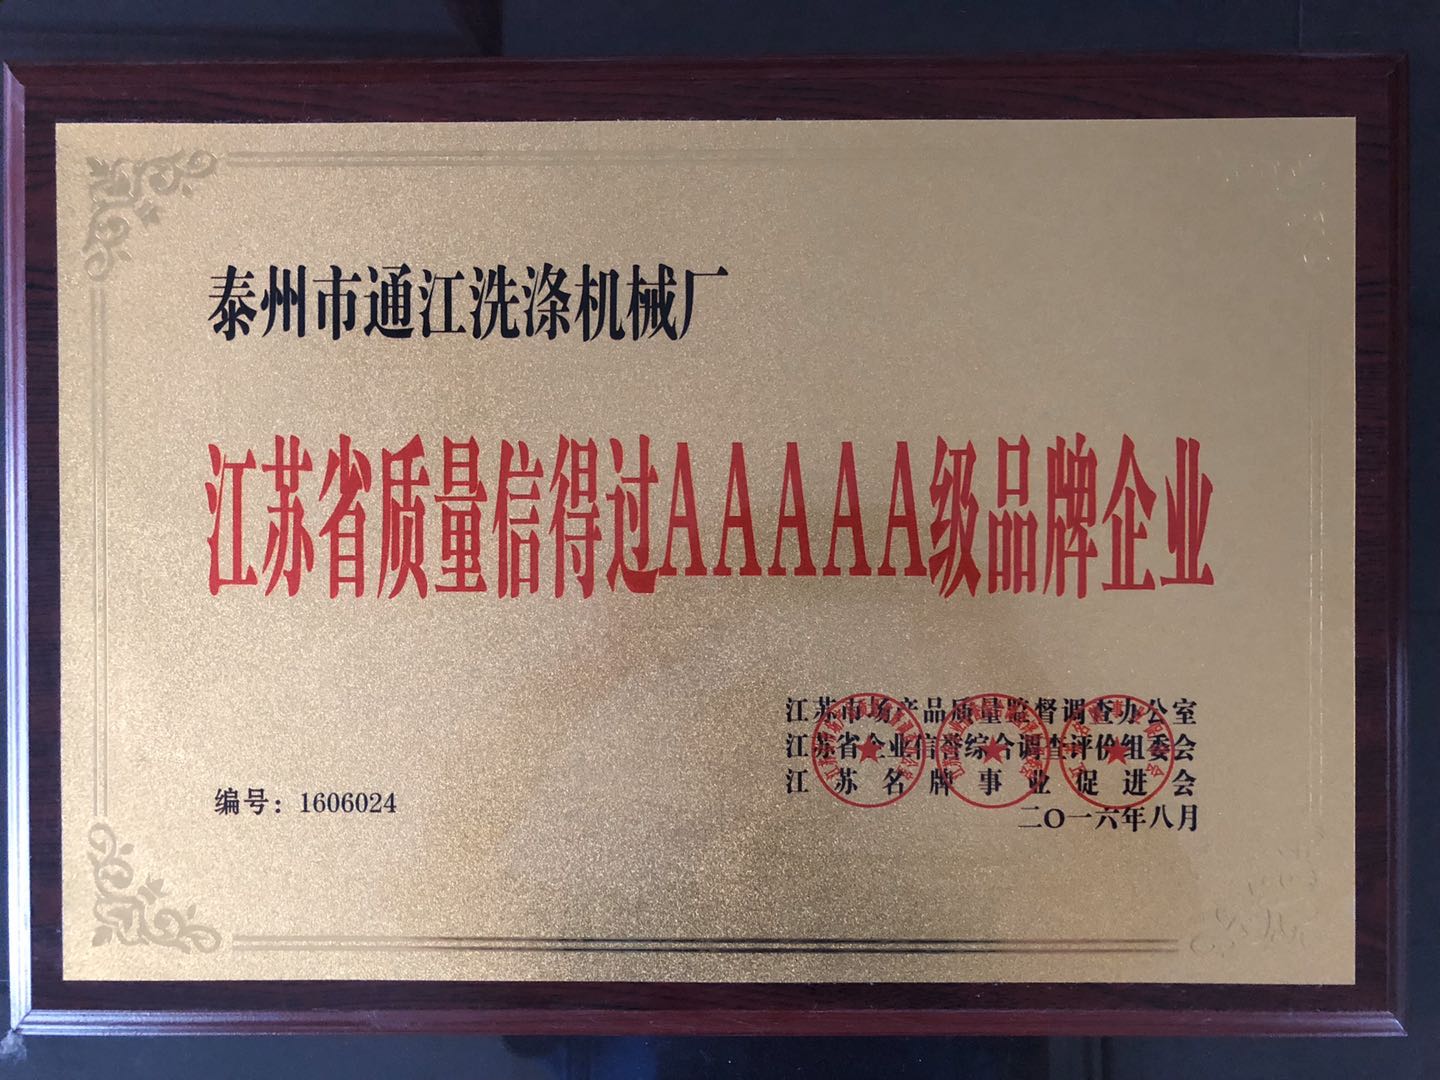 泰州市通江洗涤机械厂
江苏省质量信得过AAAAA级品牌企业
江苏市场产品质量监督调查办公室
江苏省企业信誉综合调查评价组委会
江苏名牌事业促进会
编号：1606024
二〇一六年八月